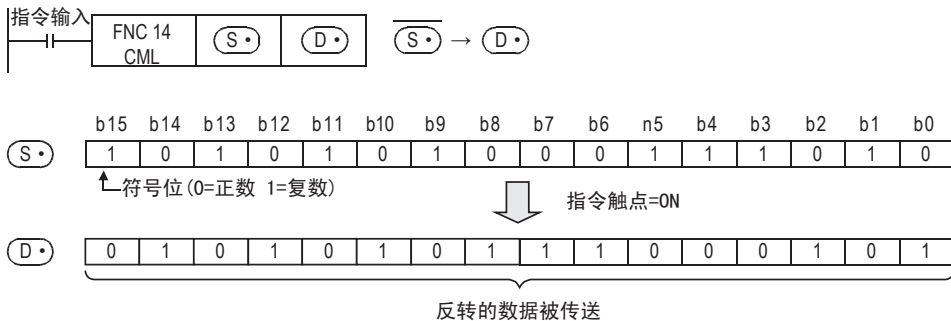 指令输入
FNC 14
CML
S・ D・ S・ → D・
b15 b14 b13 b12 b11 b10 b9 b8 b7 b6 n5 b4 b3 b2 b1 b0
S・ 1 0 1 0 1 0 1 0 0 0 1 1 1 0 1 0
符号位(0=正数 1=复数)
指令触点=ON
D・ 0 1 0 1 0 1 0 1 1 1 0 0 0 1 0 1
反转的数据被传送